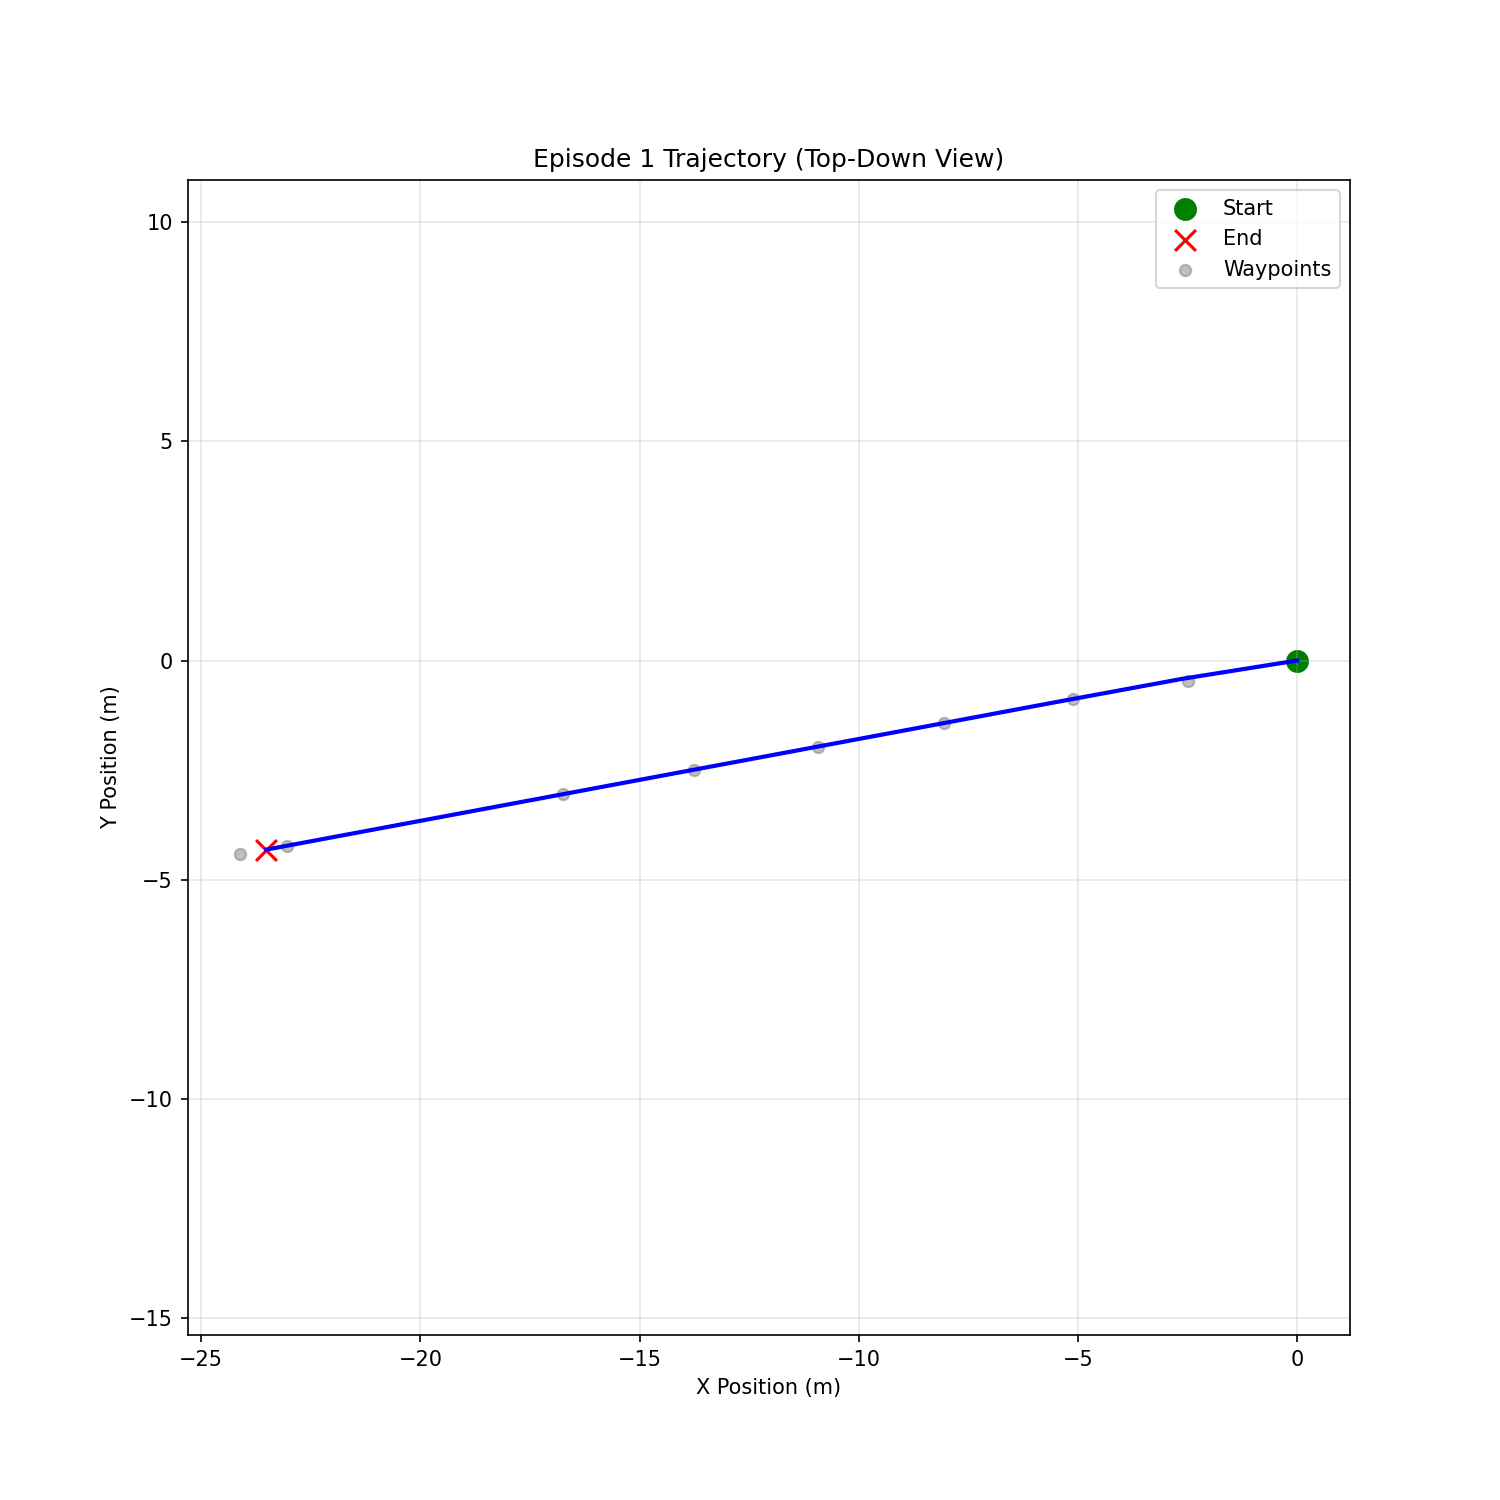 Episode 1 Trajectory (Top-Down View)
Start
End
Waypoints
10
5
0
−5
−10
−15
Y Position (m)
−25
−20
−15
−10
−5
0
X Position (m)